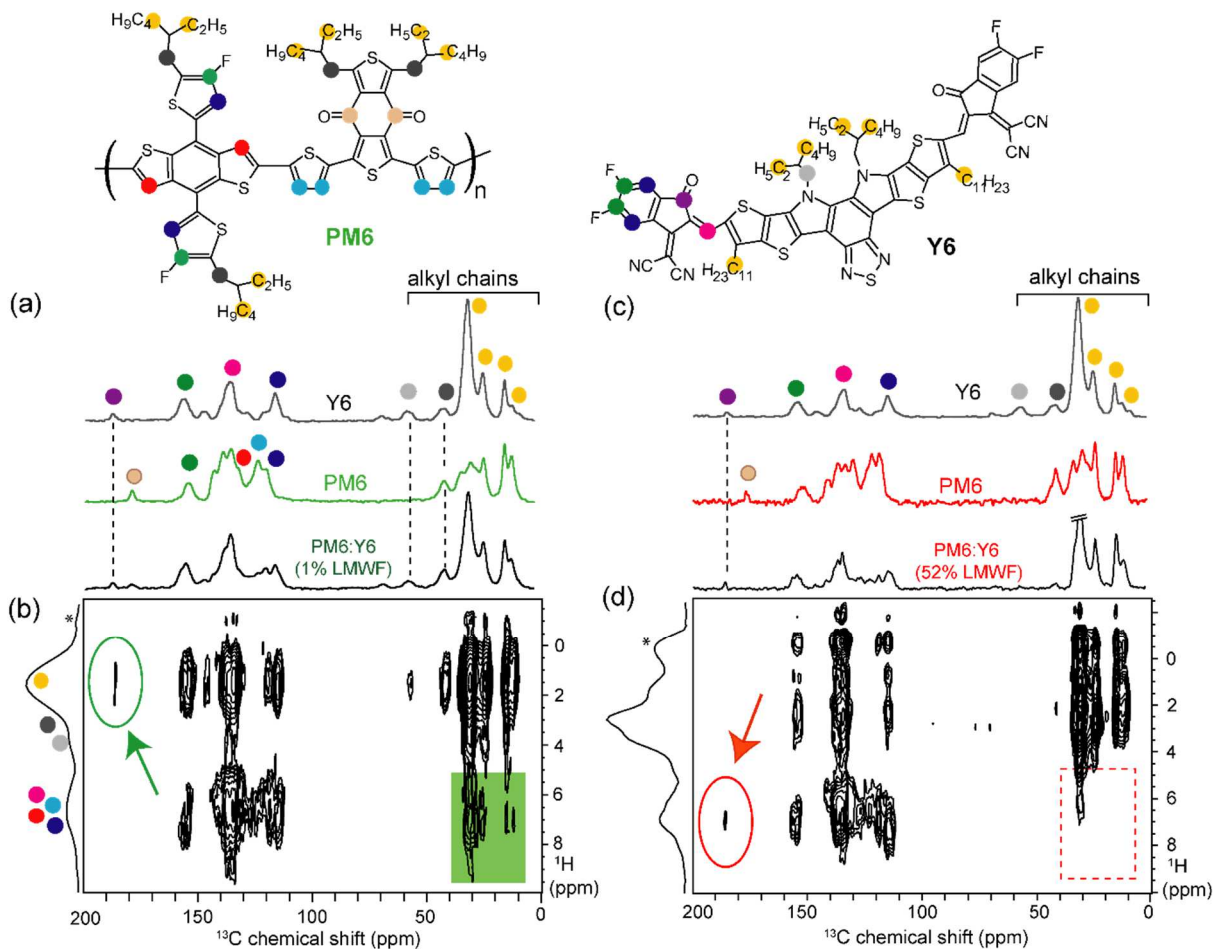 H9C4
C2H5
H9C4
C2H5
H5C2
C4H9
F
S
S
S
O
O
S
S
S
S
S
n
S
F
C2H5
H9C4
PM6
F
F
O
CN
CN
H5C2
C4H9
H5C2
C4H9
S
C11H23
N
N
S
S
S
S
O
F
F
NC
CN
H23C11
N
N
S
Y6
(a)
alkyl chains
Y6
PM6
PM6:Y6
(1% LMWF)
(c)
alkyl chains
Y6
PM6
PM6:Y6
(52% LMWF)
(b)
*
0
2
4
6
8
1H
(ppm)
200 150 100 50 0
13C chemical shift (ppm)
(d)
*
0
2
4
6
8
1H
(ppm)
200 150 100 50 0
13C chemical shift (ppm)